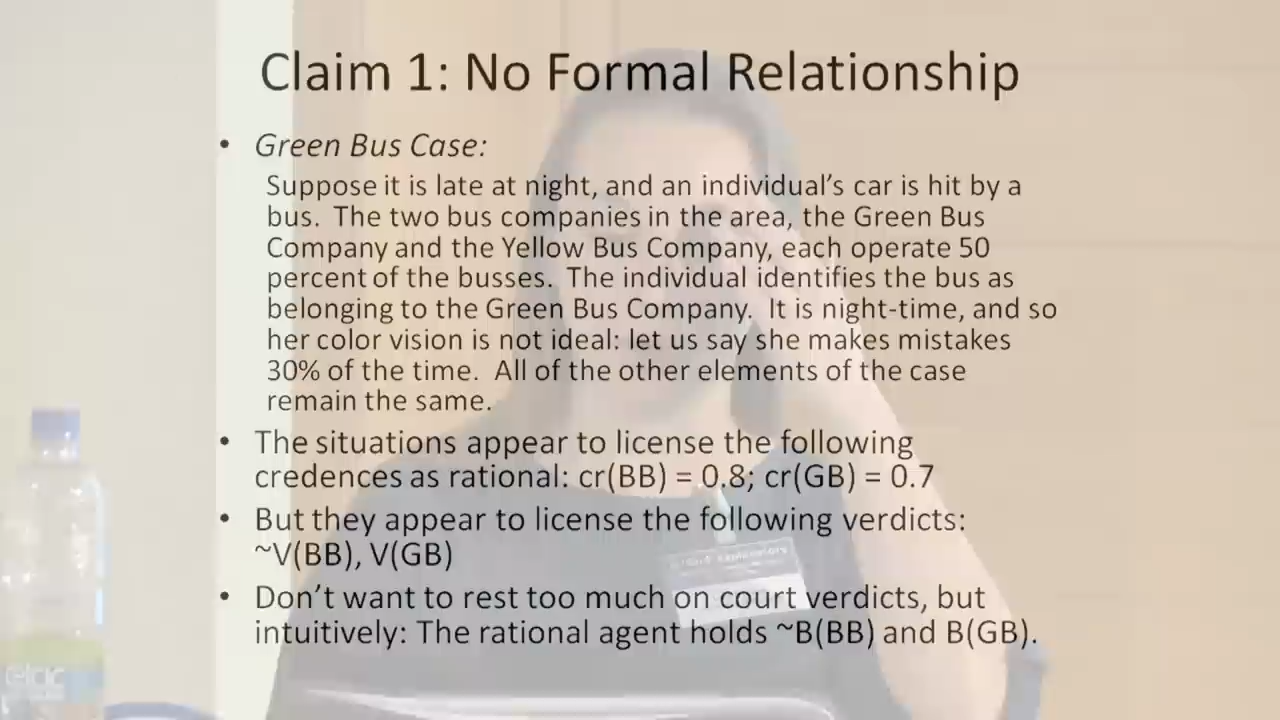 Claim 1: No Formal Relationship
• Green Bus Case:
Suppose it is late at night, and an individual's car is hit by a
bus. The two bus companies in the area, the Green Bus
Company and the Yellow Bus Company, each operate 50
percent of the busses. The individual identifies the bus as
belonging to the Green Bus Company. It is night-time, and so
her color vision is not ideal: let us say she makes mistakes
30% of the time. All of the other elements of the case
remain the same.
• The situations appear to license the following
credences as rational: cr(BB) = 0.8; cr(GB) = 0.7
• But they appear to license the following verdicts:
~V(BB), V(GB)
• Don't want to rest too much on court verdicts, but
intuitively: The rational agent holds ~B(BB) and B(GB).